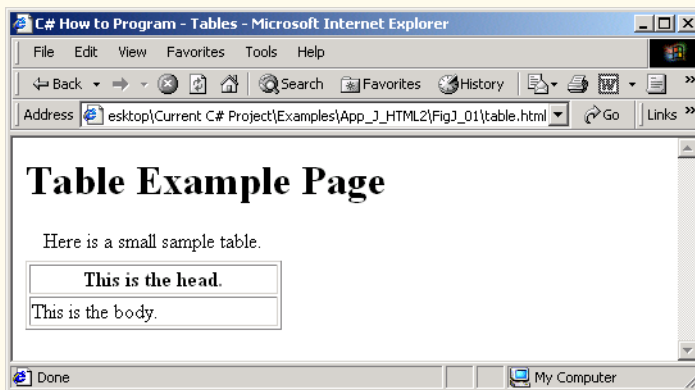 C# How to Program - Tables - Microsoft Internet Explorer
File Edit View Favorites Tools Help
Back Search Favorites History
Address esktop\Current C# Project\Examples\App_J_HTML2\FigJ_01\table.html Go Links »
Table Example Page
Here is a small sample table.
This is the head.
This is the body.
Done My Computer